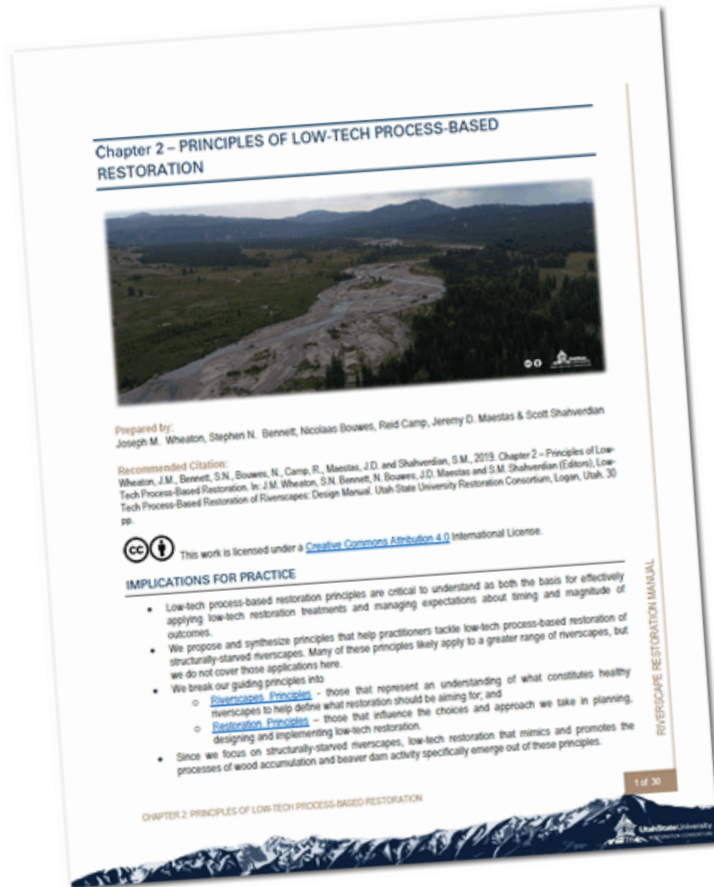 Chapter 2 – PRINCIPLES OF LOW-TECH PROCESS-BASED
RESTORATION
Prepared by:
Joseph M. Wheaton, Stephen N. Bennett, Nicolaas Bouwes, Reid Camp, Jeremy D. Maestas & Scott Shahverdian
Recommended Citation:
Wheaton, J.M., Bennett, S.N., Bouwes, N., Camp, R., Maestas, J.D. and Shahverdian, S.M., 2019. Chapter 2 – Principles of Low-
Tech Process-Based Restoration. In: J.M. Wheaton, S.N. Bennett, N. Bouwes, J.D. Maestas and S.M. Shahverdian (Editors), Low-
Tech Process-Based Restoration of Riverscapes: Design Manual. Utah State University Restoration Consortium, Logan, Utah. 30
pp.
cc This work is licensed under a Creative Commons Attribution 4.0 International License.
IMPLICATIONS FOR PRACTICE
• Low-tech process-based restoration principles are critical to understand as both the basis for effectively
applying low-tech restoration treatments and managing expectations about timing and magnitude of
outcomes.
• We propose and synthesize principles that help practitioners tackle low-tech process-based restoration of
structurally-starved riverscapes. Many of these principles likely apply to a greater range of riverscapes, but
we do not cover those applications here.
• We break our guiding principles into
○ Riverscapes Principles - those that represent an understanding of what constitutes healthy
riverscapes to help define what restoration should be aiming for; and
○ Restoration Principles – those that influence the choices and approach we take in planning,
designing and implementing low-tech restoration.
• Since we focus on structurally-starved riverscapes, low-tech restoration that mimics and promotes the
processes of wood accumulation and beaver dam activity specifically emerge out of these principles.
RIVERSCAPE RESTORATION MANUAL
1 of 30
CHAPTER 2: PRINCIPLES OF LOW-TECH PROCESS-BASED RESTORATION
UtahStateUniversity
RESTORATION CONSORTIUM